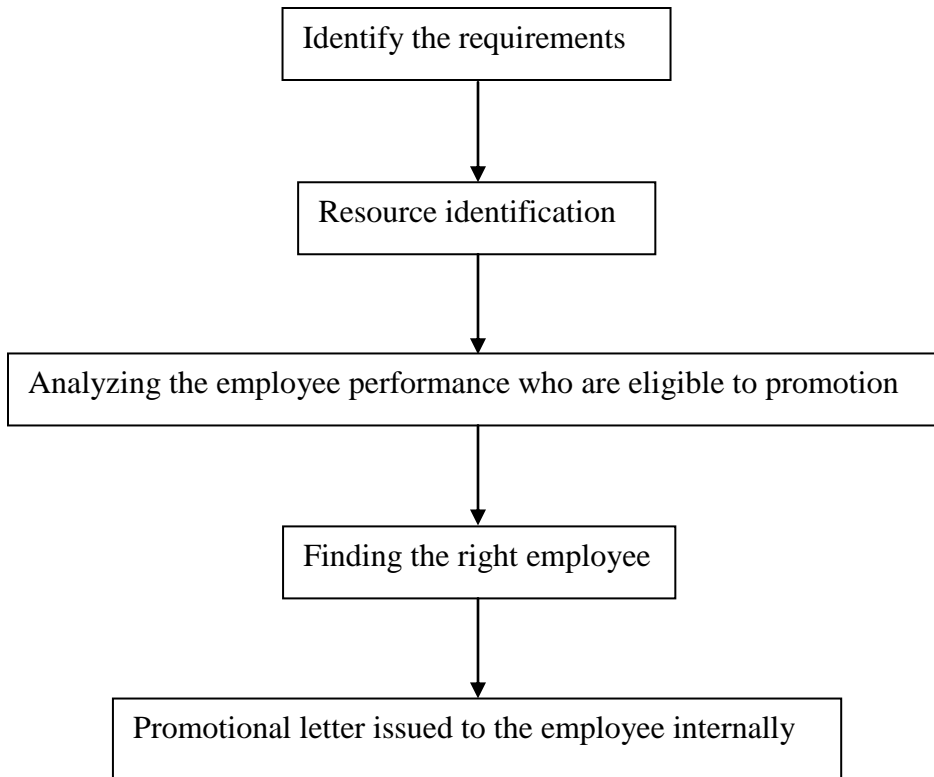 Identify the requirements
Resource identification
Analyzing the employee performance who are eligible to promotion
Finding the right employee
Promotional letter issued to the employee internally